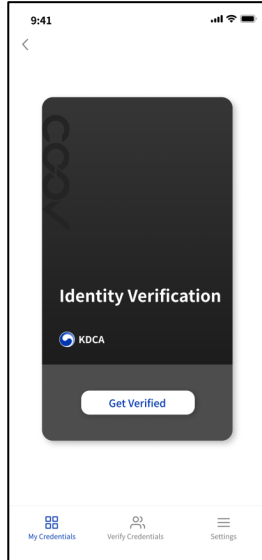 9:41
COOV
Identity Verification
KDCA
Get Verified
My Credentials
Verify Credentials
Settings